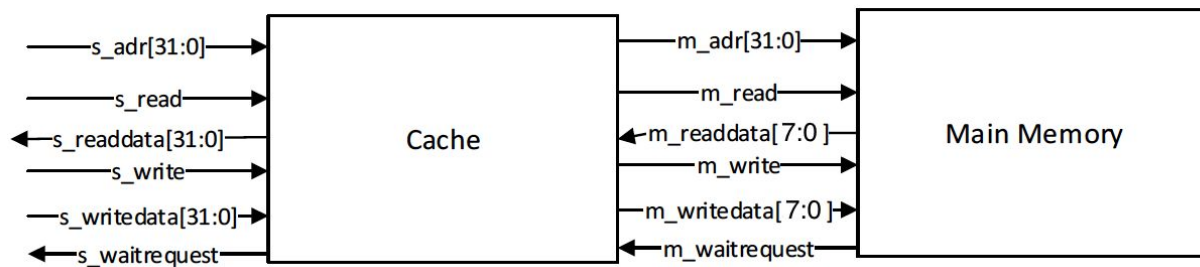 s_adr[31:0]
s_read
s_readdata[31:0]
s_write
s_writedata[31:0]
s_waitrequest
Cache
m_adr[31:0]
m_read
m_readdata[7:0 ]
m_write
m_writedata[7:0 ]
m_waitrequest
Main Memory